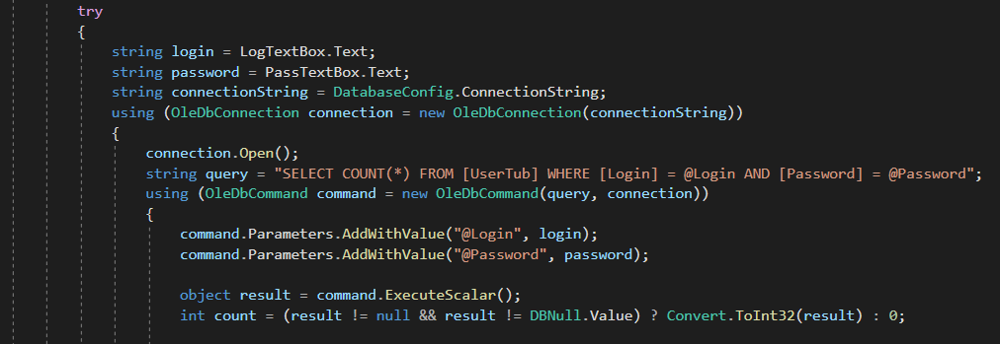 try
{
string login = LogTextBox.Text;
string password = PassTextBox.Text;
string connectionString = DatabaseConfig.ConnectionString;
using (OleDbConnection connection = new OleDbConnection(connectionString))
{
connection.Open();
string query = "SELECT COUNT(*) FROM [UserTub] WHERE [Login] = @Login AND [Password] = @Password";
using (OleDbCommand command = new OleDbCommand(query, connection))
{
command.Parameters.AddWithValue("@Login", login);
command.Parameters.AddWithValue("@Password", password);
object result = command.ExecuteScalar();
int count = (result != null && result != DBNull.Value) ? Convert.ToInt32(result) : 0;